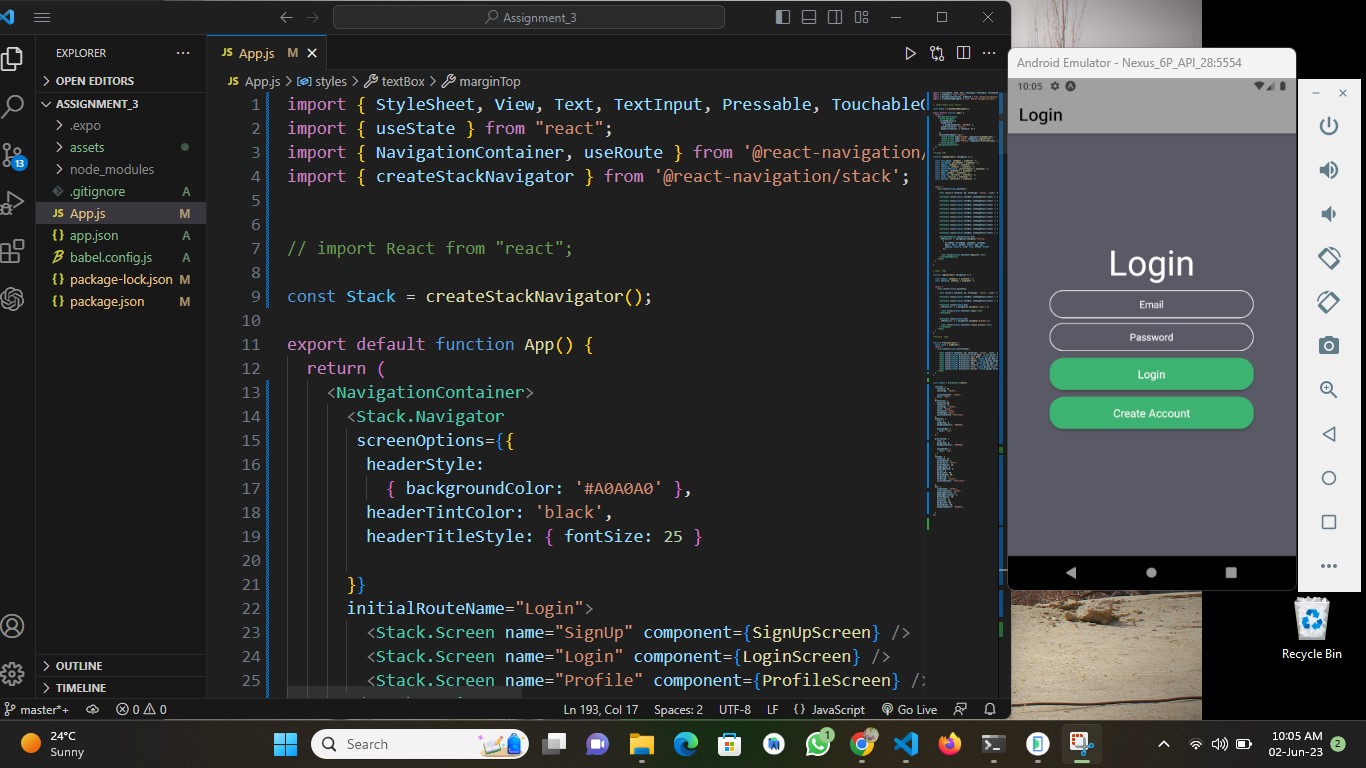 Assignment_3
EXPLORER
JS App.js M
JS App.js > styles > textBox > marginTop
OPEN EDITORS
ASSIGNMENT_3
.expo
assets
node_modules
.gitignore A
JS App.js M
{} app.json A
babel.config.js A
{} package-lock.json M
{} package.json M
OUTLINE
TIMELINE
13
1 import { StyleSheet, View, Text, TextInput, Pressable, Touchable
2 import { useState } from "react";
3 import { NavigationContainer, useRoute } from '@react-navigation/
4 import { createStackNavigator } from '@react-navigation/stack';
5
6
7 // import React from "react";
8
9 const Stack = createStackNavigator();
10
11 export default function App() {
12 return (
13 <NavigationContainer>
14 <Stack.Navigator
15 screenOptions={{
16 headerStyle:
17 { backgroundColor: '#A0A0A0' },
18 headerTintColor: 'black',
19 headerTitleStyle: { fontSize: 25 }
20
21 }}
22 initialRouteName="Login">
23 <Stack.Screen name="SignUp" component={SignUpScreen} />
24 <Stack.Screen name="Login" component={LoginScreen} />
25 <Stack.Screen name="Profile" component={ProfileScreen} />
master*+ 0 0 Ln 193, Col 17 Spaces: 2 UTF-8 LF {} JavaScript Go Live
Android Emulator - Nexus_6P_API_28:5554
10:05
Login
Login
Email
Password
Login
Create Account
Recycle Bin
24°C
Sunny
Search
1
10:05 AM
02-Jun-23
2